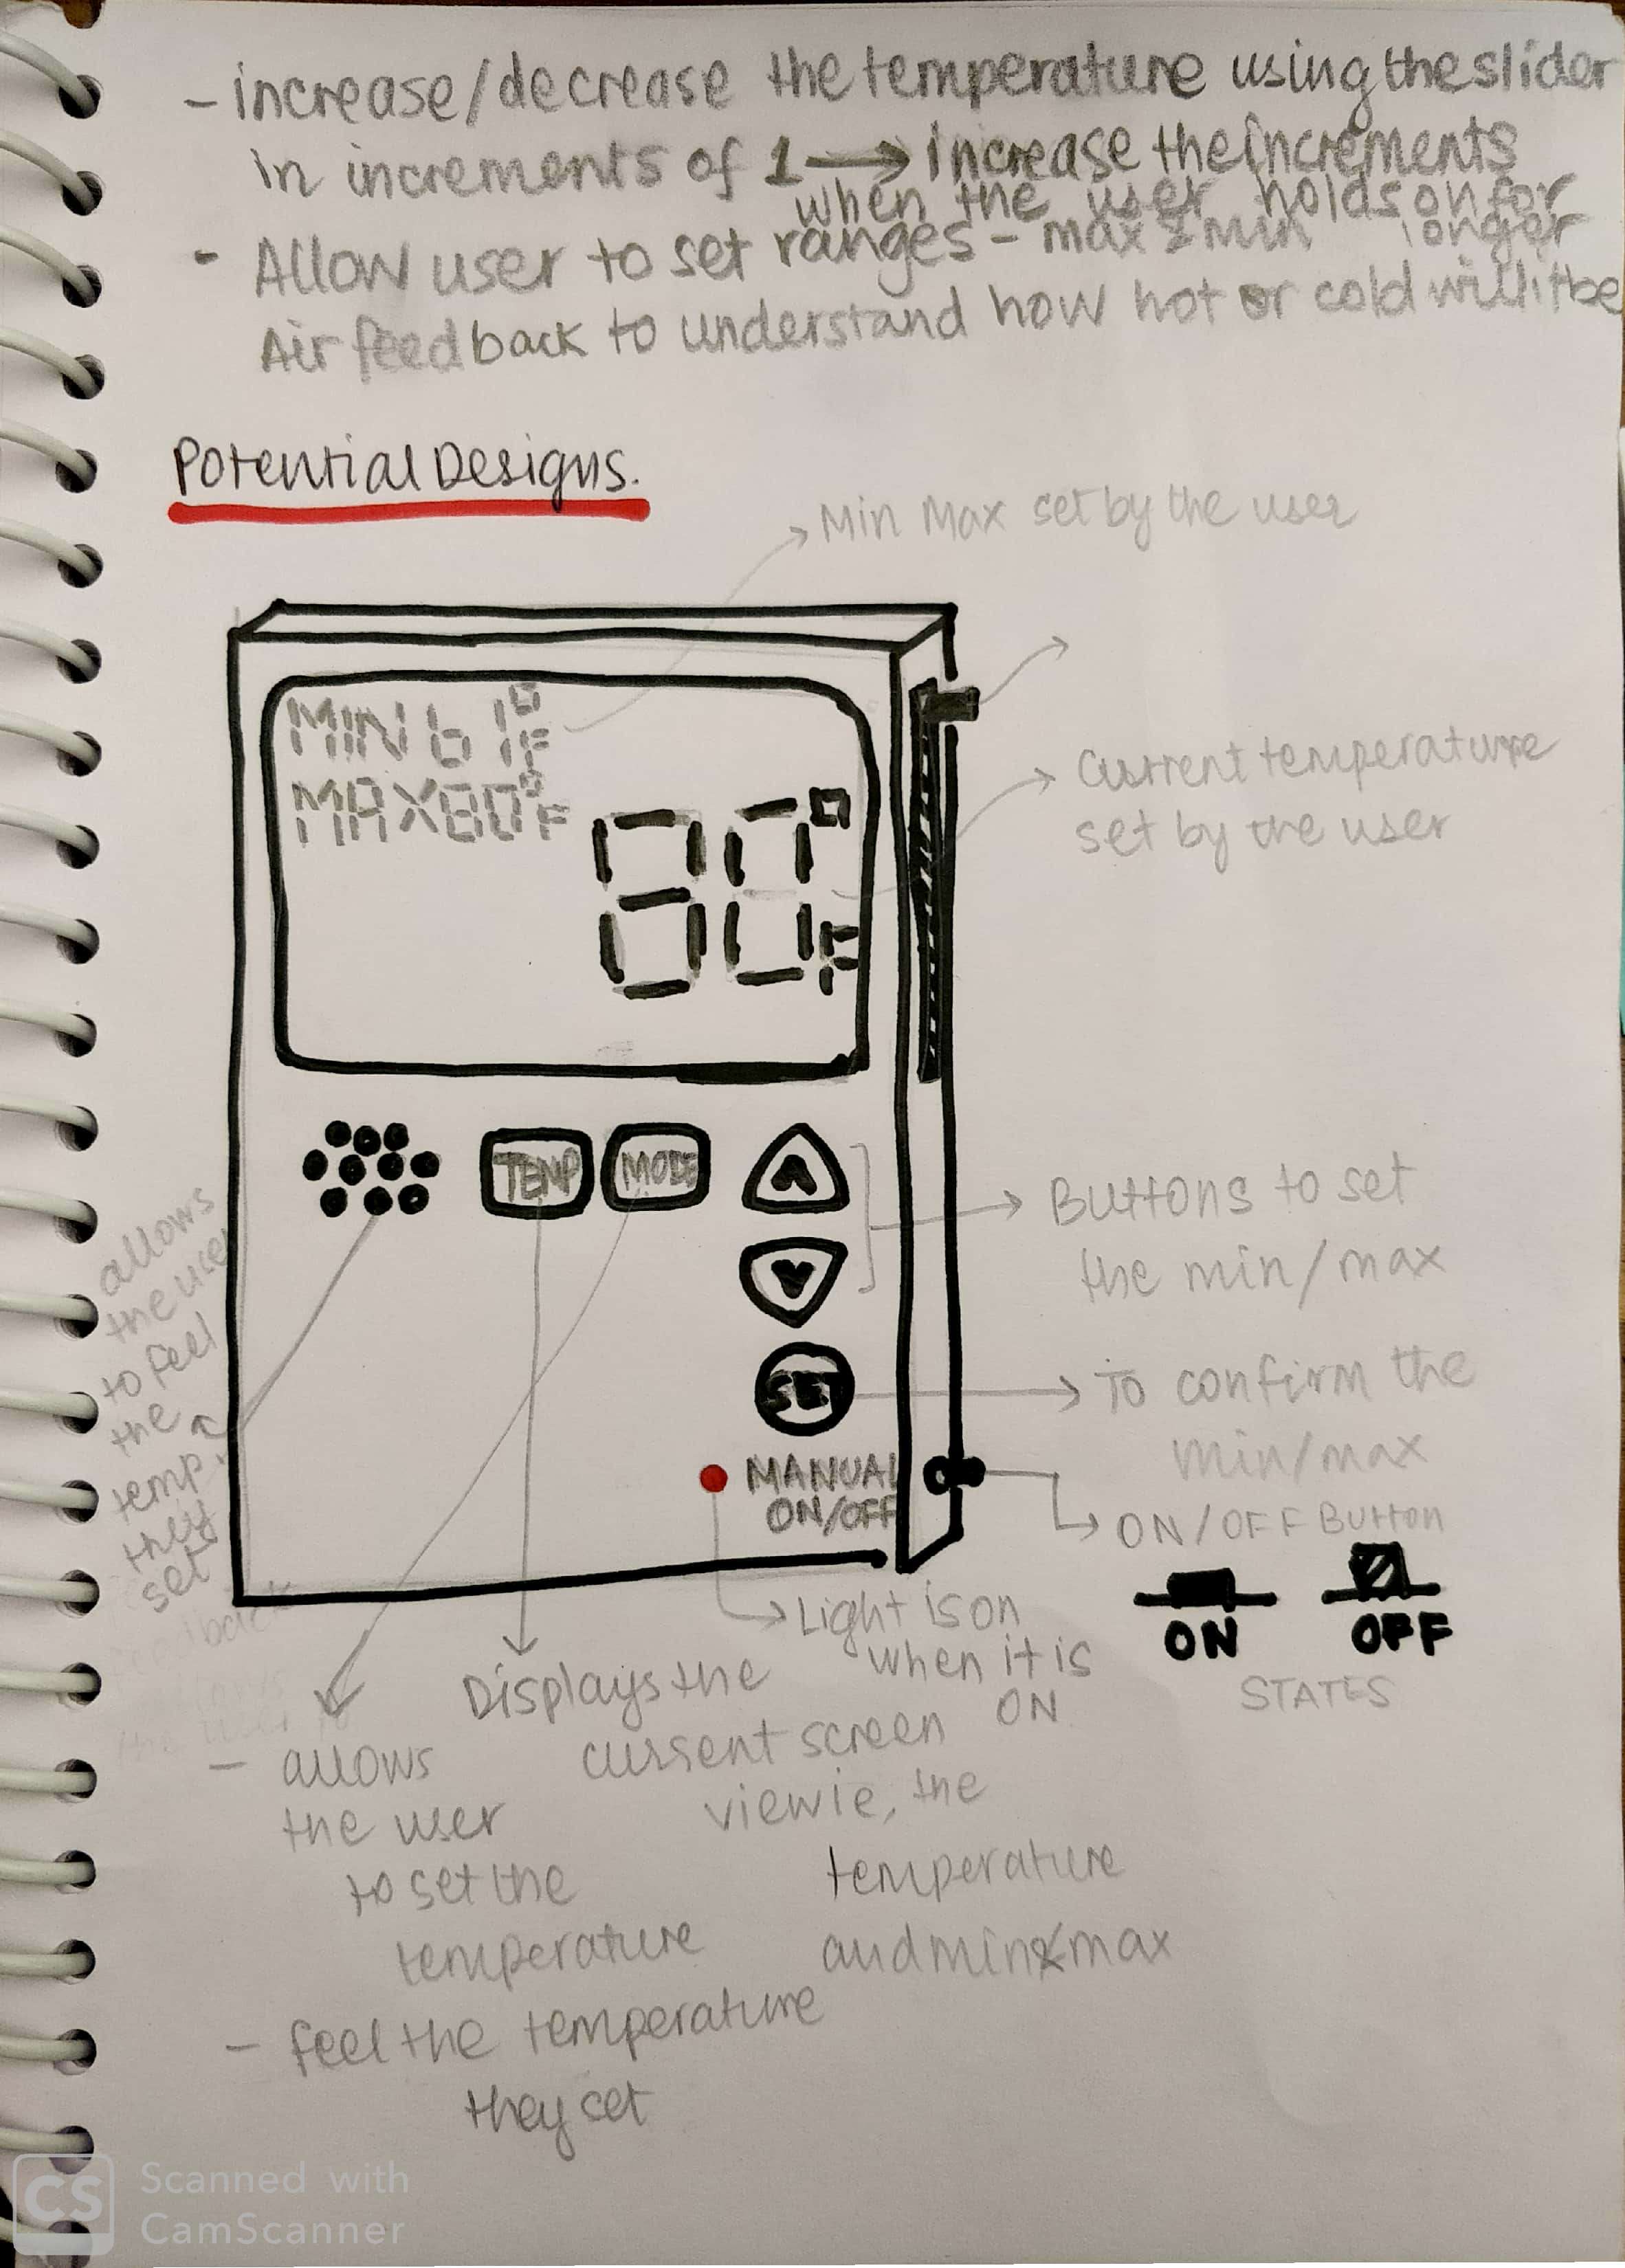 - increase/decrease the temperature using the slider
in increments of 1 → increase the increments
when the user holds on for
longer
- Allow user to set ranges - max & min
Air feedback to understand how hot or cold will it be
Potential Designs.
Min Max set by the user
MIN 61°F
MAX 80°F
80°F
Current temperature
set by the user
TEMP
MODE
Buttons to set
the min/max
allows
the user
to feel
the
temp.
they
set
SET
To confirm the
min/max
MANUAL
ON/OFF
ON/OFF Button
ON
OFF
STATES
Light is on
when it is
ON
Displays the
current screen
view ie, the
temperature
and min & max
- allows
the user
to set the
temperature
- feel the temperature
they set
CS
Scanned with
CamScanner